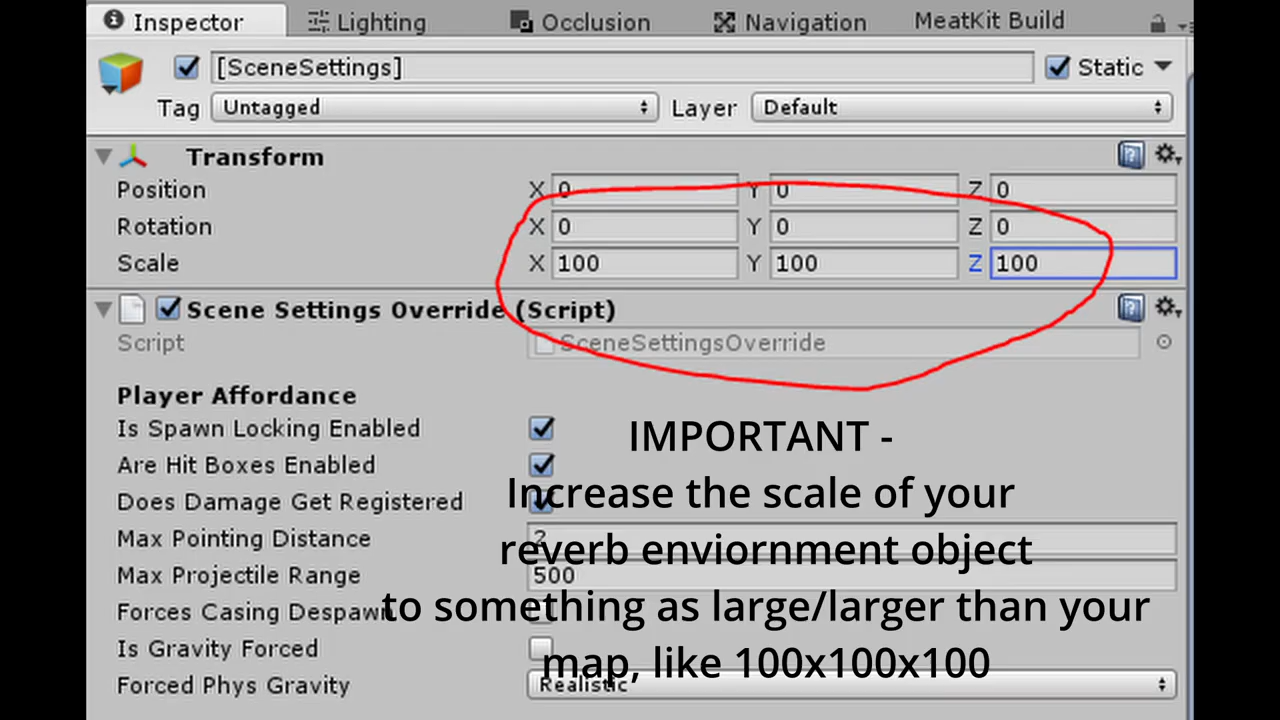 Inspector Lighting Occlusion Navigation MeatKit Build
[SceneSettings] Static
Tag Untagged Layer Default
Transform
Position X 0 Y 0 Z 0
Rotation X 0 Y 0 Z 0
Scale X 100 Y 100 Z 100
Scene Settings Override (Script)
Script SceneSettingsOverride
Player Affordance
Is Spawn Locking Enabled
Are Hit Boxes Enabled
Does Damage Get Registered
Max Pointing Distance 2
Max Projectile Range 500
Forces Casing Despawn
Is Gravity Forced
Forced Phys Gravity Realistic
IMPORTANT -
Increase the scale of your
reverb enviornment object
to something as large/larger than your
map, like 100x100x100